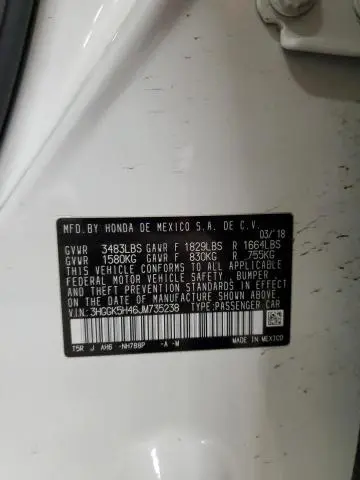 MFD.BY HONDA DE MEXICO S.A. DE C.V.
03/'18
GVWR 3483LBS GAWR F 1829LBS R 1664LBS
GVWR 1580KG GAWR F 830KG R 755KG
THIS VEHICLE CONFORMS TO ALL APPLICABLE
FEDERAL MOTOR VEHICLE SAFETY, BUMPER, AND
THEFT PREVENTION STANDARDS IN EFFECT ON
THE DATE OF MANUFACTURE SHOWN ABOVE.
V.I.N: 3HGGK5H46JM735238 TYPE:PASSENGER CAR
T5R J AH6 -NH788P -A -M
MADE IN MEXICO